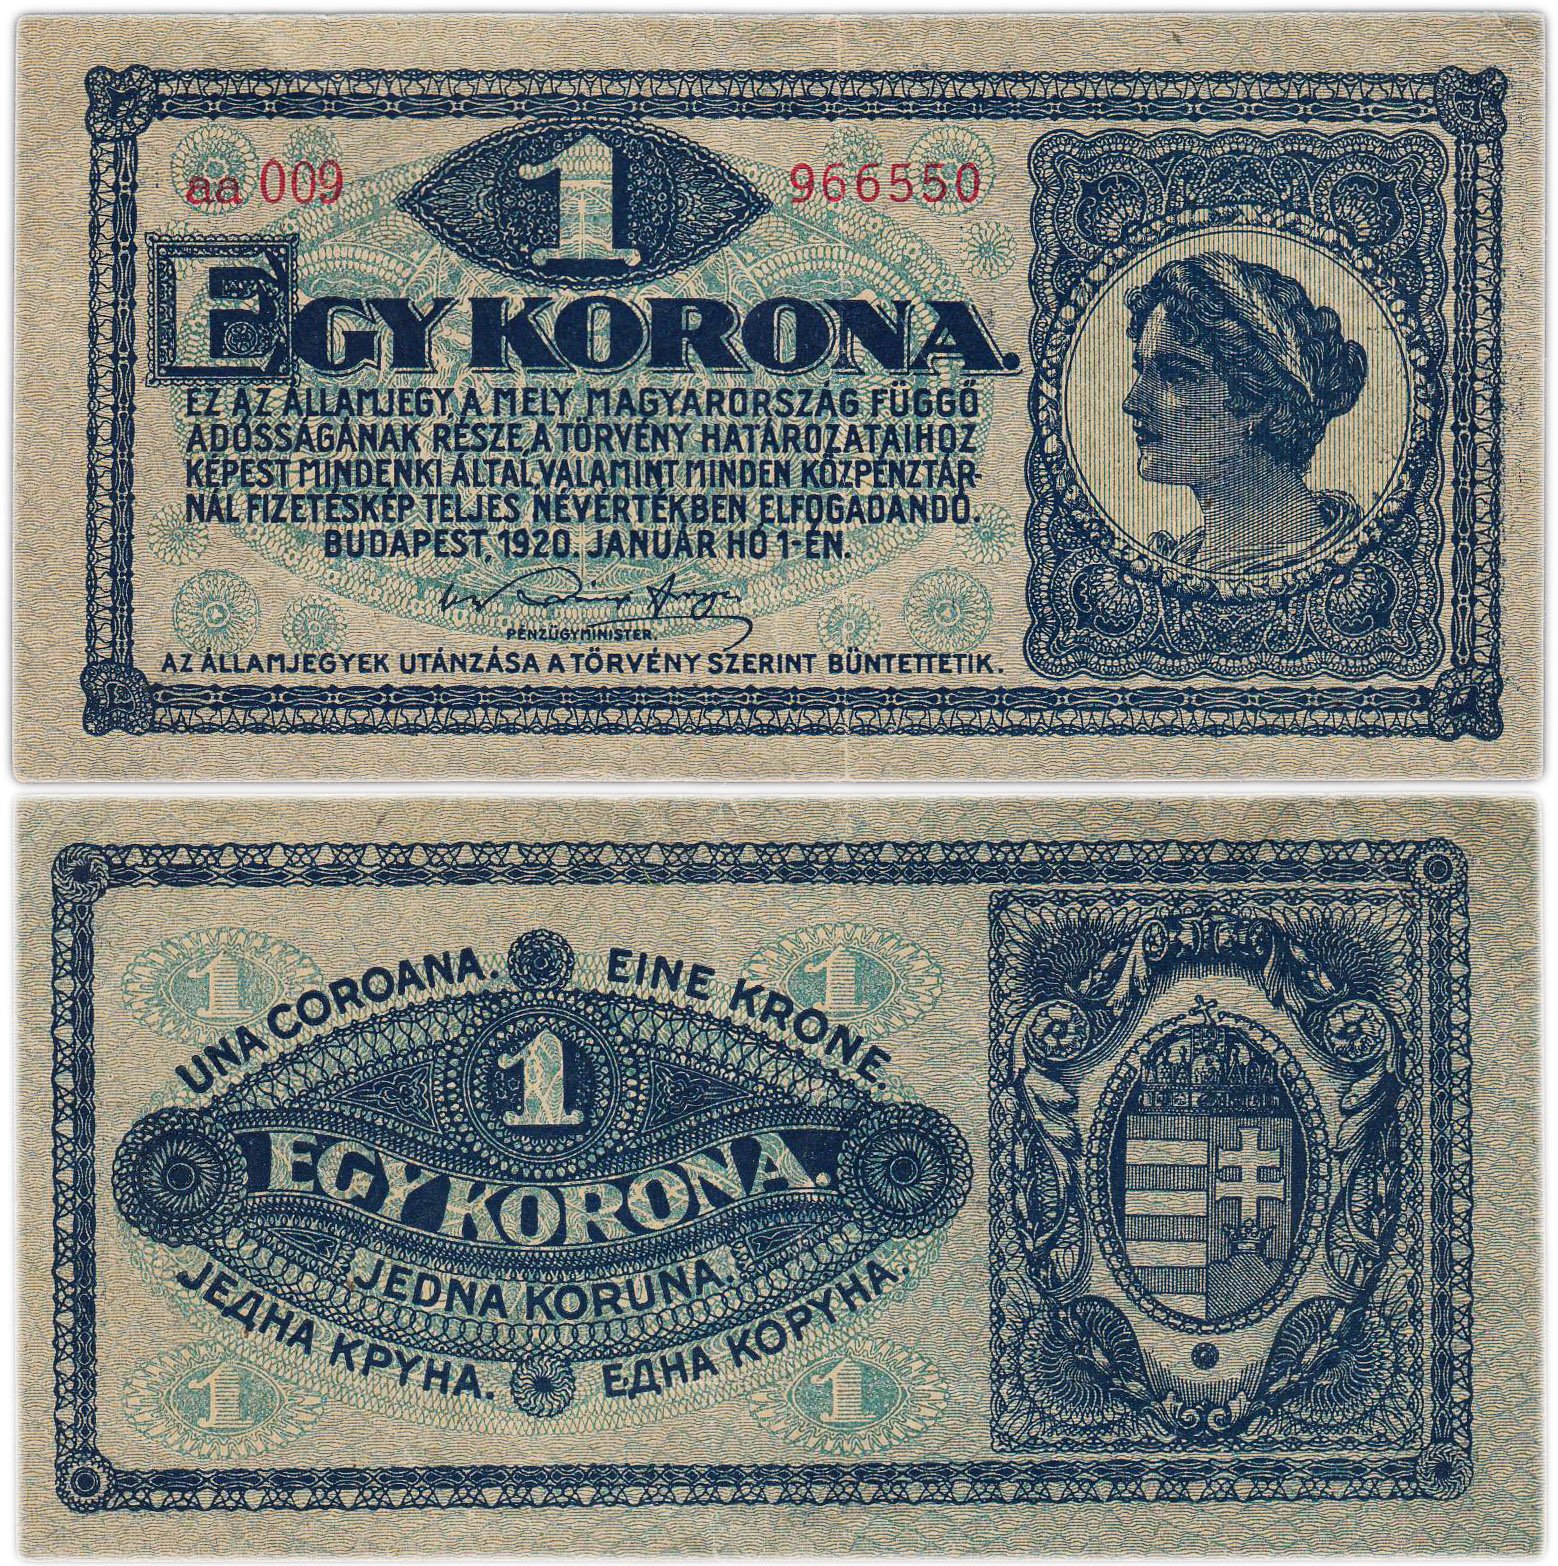 aa 009
1
966550
EGY KORONA.
EZ AZ ÁLLAMJEGY, A MELY MAGYARORSZÁG FÜGGŐ
ADÓSSÁGÁNAK RÉSZE A TÖRVÉNY HATÁROZATAIHOZ
KÉPEST MINDENKI ÁLTAL, VALAMINT MINDEN KÖZPÉNZTÁR-
NÁL FIZETÉSKÉP TELJES NÉVÉRTÉKBEN ELFOGADANDÓ.
BUDAPEST, 1920 JANUÁR HÓ 1-ÉN.
PÉNZÜGYMINISTER.
AZ ÁLLAMJEGYEK UTÁNZÁSA A TÖRVÉNY SZERINT BÜNTETTETIK.
1
1
UNA COROANA.
EINE KRONE.
1
EGY KORONA.
JEDNA KORUNA.
ЈЕДНА КРУНА.
ЕДНА КОРУНА.
1
1